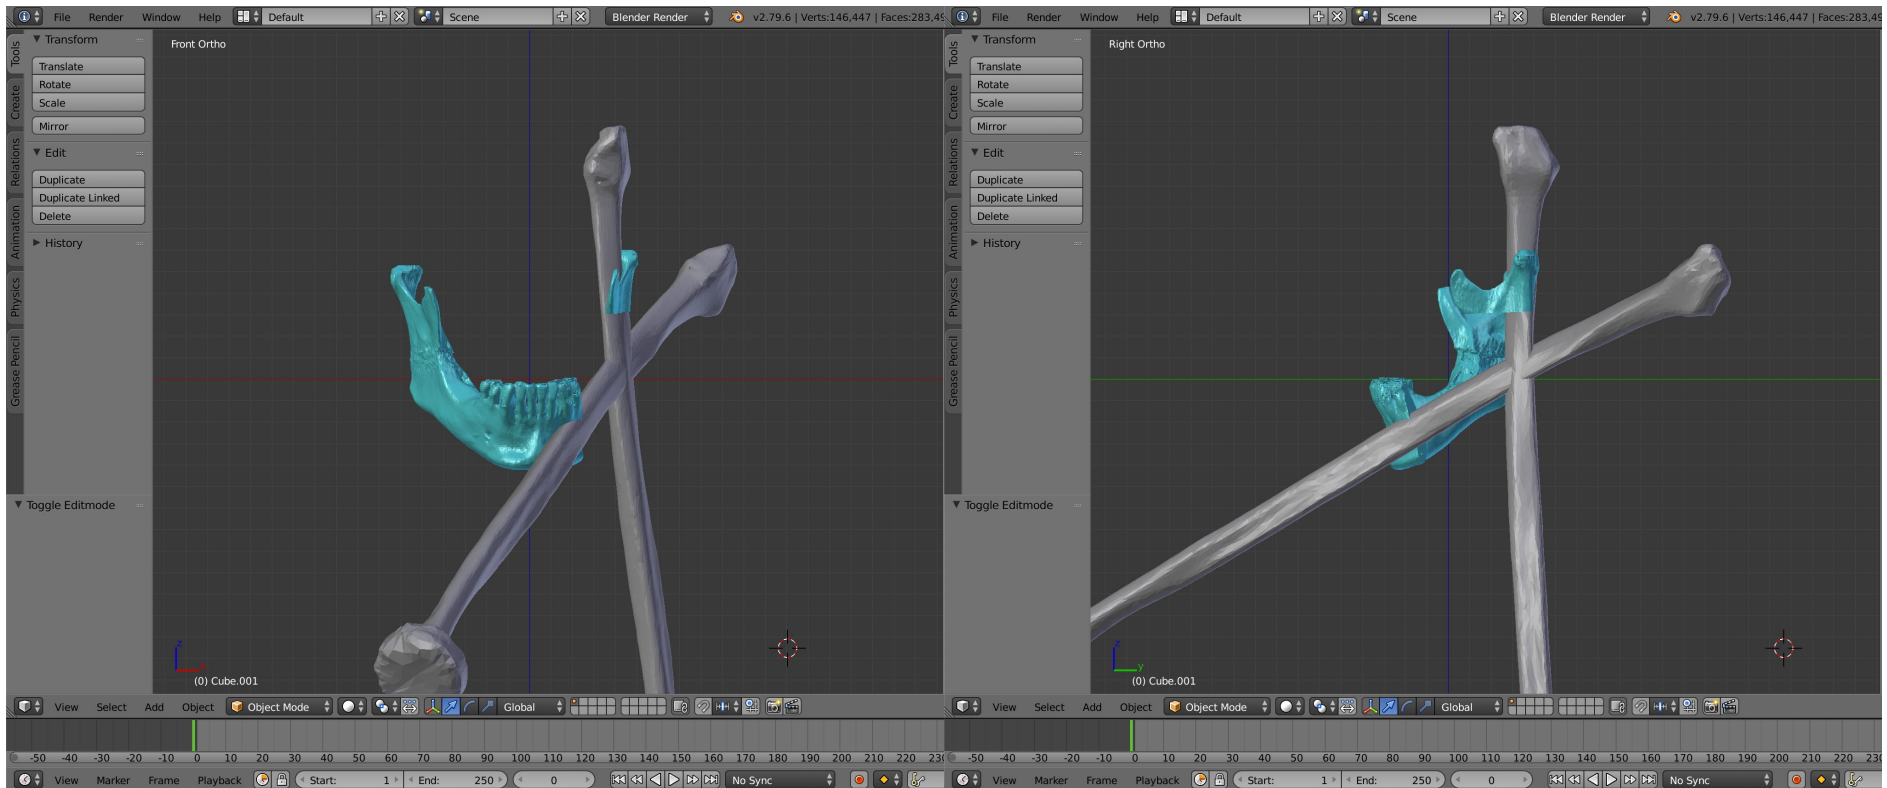 File Render Window Help Default Scene Blender Render v2.79.6 | Verts:146,447 | Faces:283,49
Tools
Create
Relations
Animation
Physics
Grease Pencil
Transform
Translate
Rotate
Scale
Mirror
Edit
Duplicate
Duplicate Linked
Delete
History
Toggle Editmode
Front Ortho
z
x
(0) Cube.001
View Select Add Object Object Mode Global
-50 -40 -30 -20 -10 0 10 20 30 40 50 60 70 80 90 100 110 120 130 140 150 160 170 180 190 200 210 220 230
View Marker Frame Playback Start: 1 End: 250 0 No Sync
File Render Window Help Default Scene Blender Render v2.79.6 | Verts:146,447 | Faces:283,49
Tools
Create
Relations
Animation
Physics
Grease Pencil
Transform
Translate
Rotate
Scale
Mirror
Edit
Duplicate
Duplicate Linked
Delete
History
Toggle Editmode
Right Ortho
z
y
(0) Cube.001
View Select Add Object Object Mode Global
-50 -40 -30 -20 -10 0 10 20 30 40 50 60 70 80 90 100 110 120 130 140 150 160 170 180 190 200 210 220 230
View Marker Frame Playback Start: 1 End: 250 0 No Sync